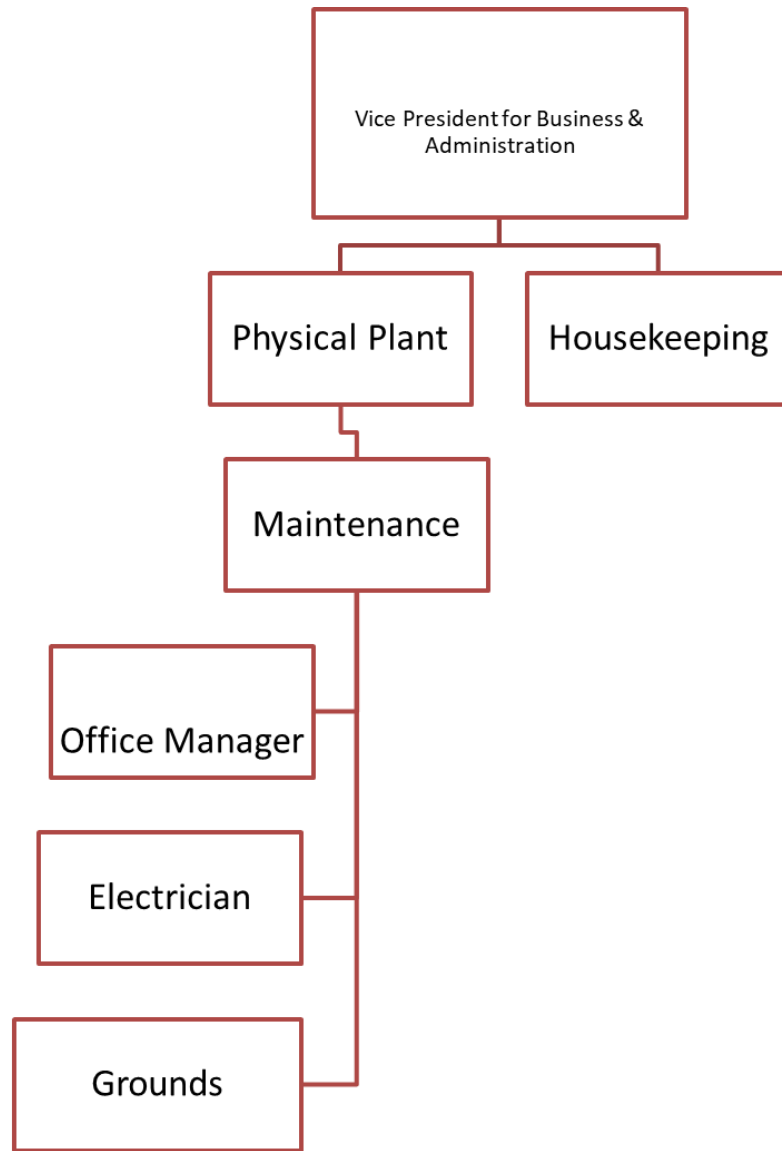 Vice President for Business &
Administration
Physical Plant
Housekeeping
Maintenance
Office Manager
Electrician
Grounds